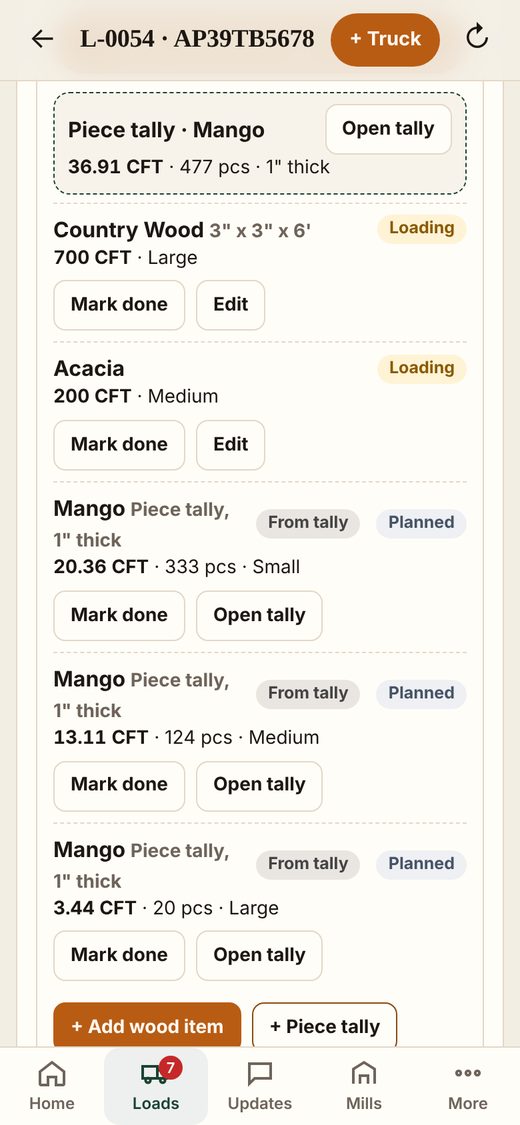 L-0054 · AP39TB5678
+ Truck
Piece tally · Mango
Open tally
36.91 CFT · 477 pcs · 1" thick
Country Wood 3" x 3" x 6'
Loading
700 CFT · Large
Mark done
Edit
Acacia
Loading
200 CFT · Medium
Mark done
Edit
Mango Piece tally,
1" thick
From tally
Planned
20.36 CFT · 333 pcs · Small
Mark done
Open tally
Mango Piece tally,
1" thick
From tally
Planned
13.11 CFT · 124 pcs · Medium
Mark done
Open tally
Mango Piece tally,
1" thick
From tally
Planned
3.44 CFT · 20 pcs · Large
Mark done
Open tally
+ Add wood item
+ Piece tally
7
Home
Loads
Updates
Mills
More